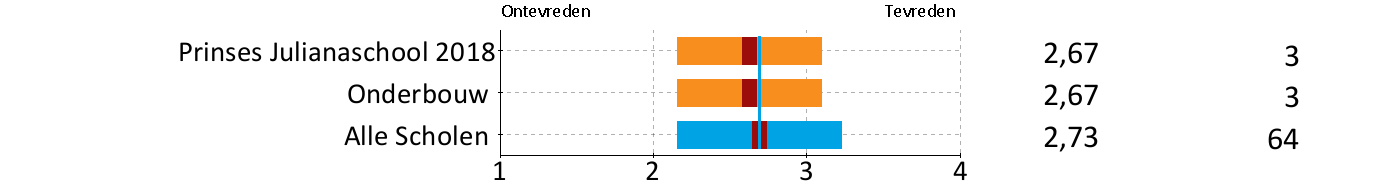 Ontevreden Tevreden
Prinses Julianaschool 2018 2,67 3
Onderbouw 2,67 3
Alle Scholen 2,73 64
1 2 3 4